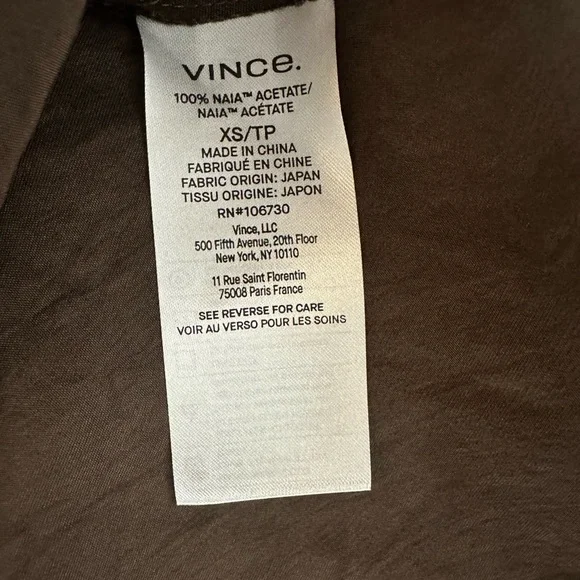 VINCE.
100% NAIA™ ACETATE/
NAIA™ ACÉTATE
XS/TP
MADE IN CHINA
FABRIQUÉ EN CHINE
FABRIC ORIGIN: JAPAN
TISSU ORIGINE: JAPON
RN#106730
Vince, LLC
500 Fifth Avenue, 20th Floor
New York, NY 10110
11 Rue Saint Florentin
75008 Paris France
SEE REVERSE FOR CARE
VOIR AU VERSO POUR LES SOINS